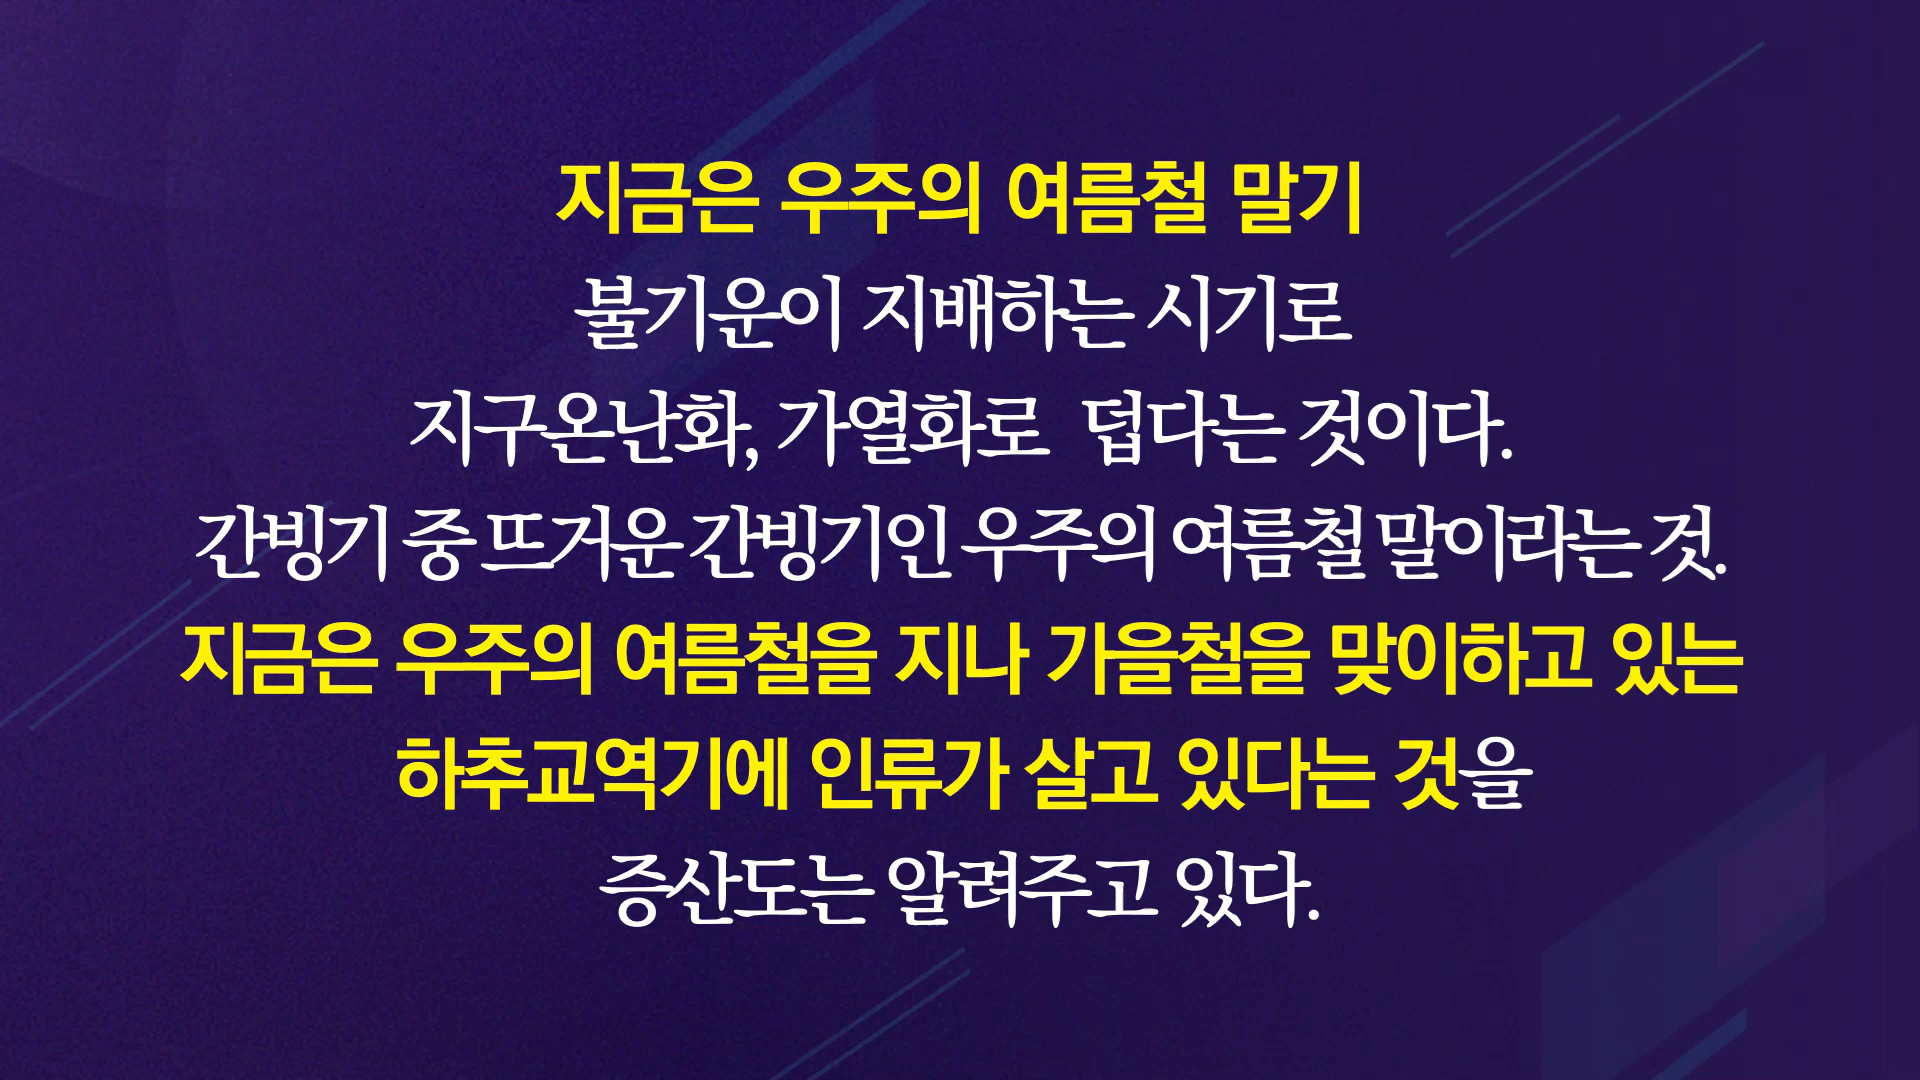 지금은 우주의 여름철 말기
불기운이 지배하는 시기로
지구온난화, 가열화로 덥다는 것이다.
간빙기 중 뜨거운 간빙기인 우주의 여름철 말이라는 것.
지금은 우주의 여름철을 지나 가을철을 맞이하고 있는
하추교역기에 인류가 살고 있다는 것을
증산도는 알려주고 있다.